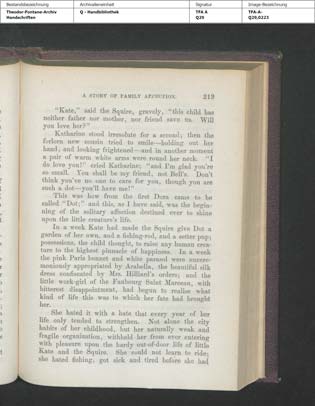 Bestandsbezeichnung
Theodor-Fontane-Archiv
Handschriften
Archivalieneinheit
Q - Handbibliothek
Signatur
TFA A
Q29
Image-Bezeichnung
TFA-A-
Q29,0223
A STORY OF FAMILY AFFECTION. 219
"Kate," said the Squire, gravely, "this child has
neither father nor mother, nor friend save us. Will
you love her?"
Katharine stood irresolute for a second; then the
forlorn new cousin tried to smile—holding out her
hand; and looking frightened—and in another moment
a pair of warm white arms were round her neck. "I
do love you!" cried Katharine; "and I'm glad you're
so small. You shall be my friend, not Bell's. Don't
think you've no one to care for you, though you are
such a dot—you'll have me!"
This was how from the first Dora came to be
called "Dot;" and this, as I have said, was the begin-
ning of the solitary affection destined ever to shine
upon the little creature's life.
In a week Kate had made the Squire give Dot a
garden of her own, and a fishing-rod, and a setter pup;
possessions, the child thought, to raise any human crea-
ture to the highest pinnacle of happiness. In a week
the pink Paris bonnet and white parasol were uncere-
moniously appropriated by Arabella, the beautiful silk
dress confiscated by Mrs. Hilliard's orders; and the
little work-girl of the Faubourg Saint Marceau, with
bitterest disappointment, had begun to realise what
kind of life this was to which her fate had brought
her.
She hated it with a hate that every year of her
life only tended to strengthen. Not alone the city
habits of her childhood, but her naturally weak and
fragile organisation, withheld her from ever entering
with pleasure upon the hardy out-of-door life of little
Kate and the Squire. She could not learn to ride;
she hated fishing, got sick and tired before she had